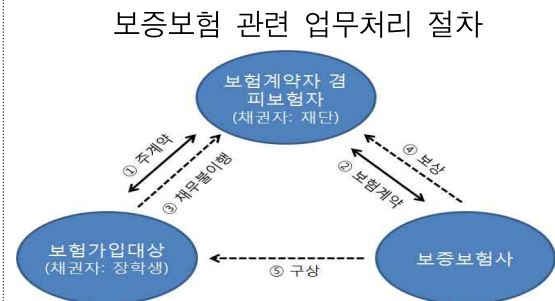 보증보험 관련 업무처리 절차
보험계약자 겸
피보험자
(채권자: 재단)
① 주계약
③ 채무불이행
② 보험계약
④ 보상
보험가입대상
(채권자: 장학생)
⑤ 구상
보증보험사